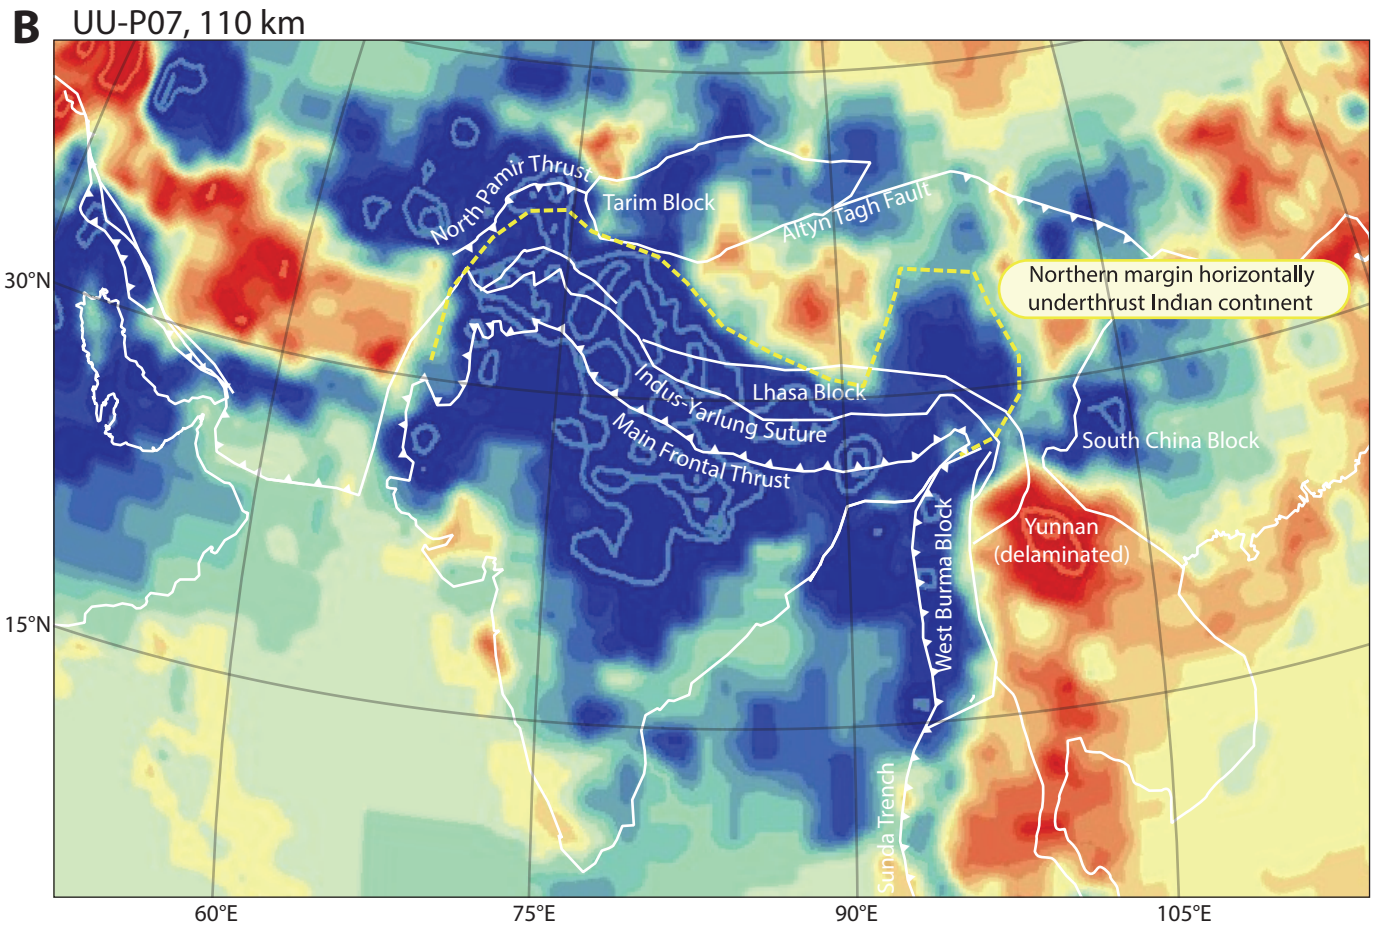 B UU-P07, 110 km
North Pamir Thrust
Tarim Block
Altyn Tagh Fault
30°N
Northern margin horizontally
underthrust Indian continent
Lhasa Block
Indus-Yarlung Suture
Main Frontal Thrust
South China Block
Yunnan
(delaminated)
West Burma Block
15°N
Sunda Trench
60°E
75°E
90°E
105°E